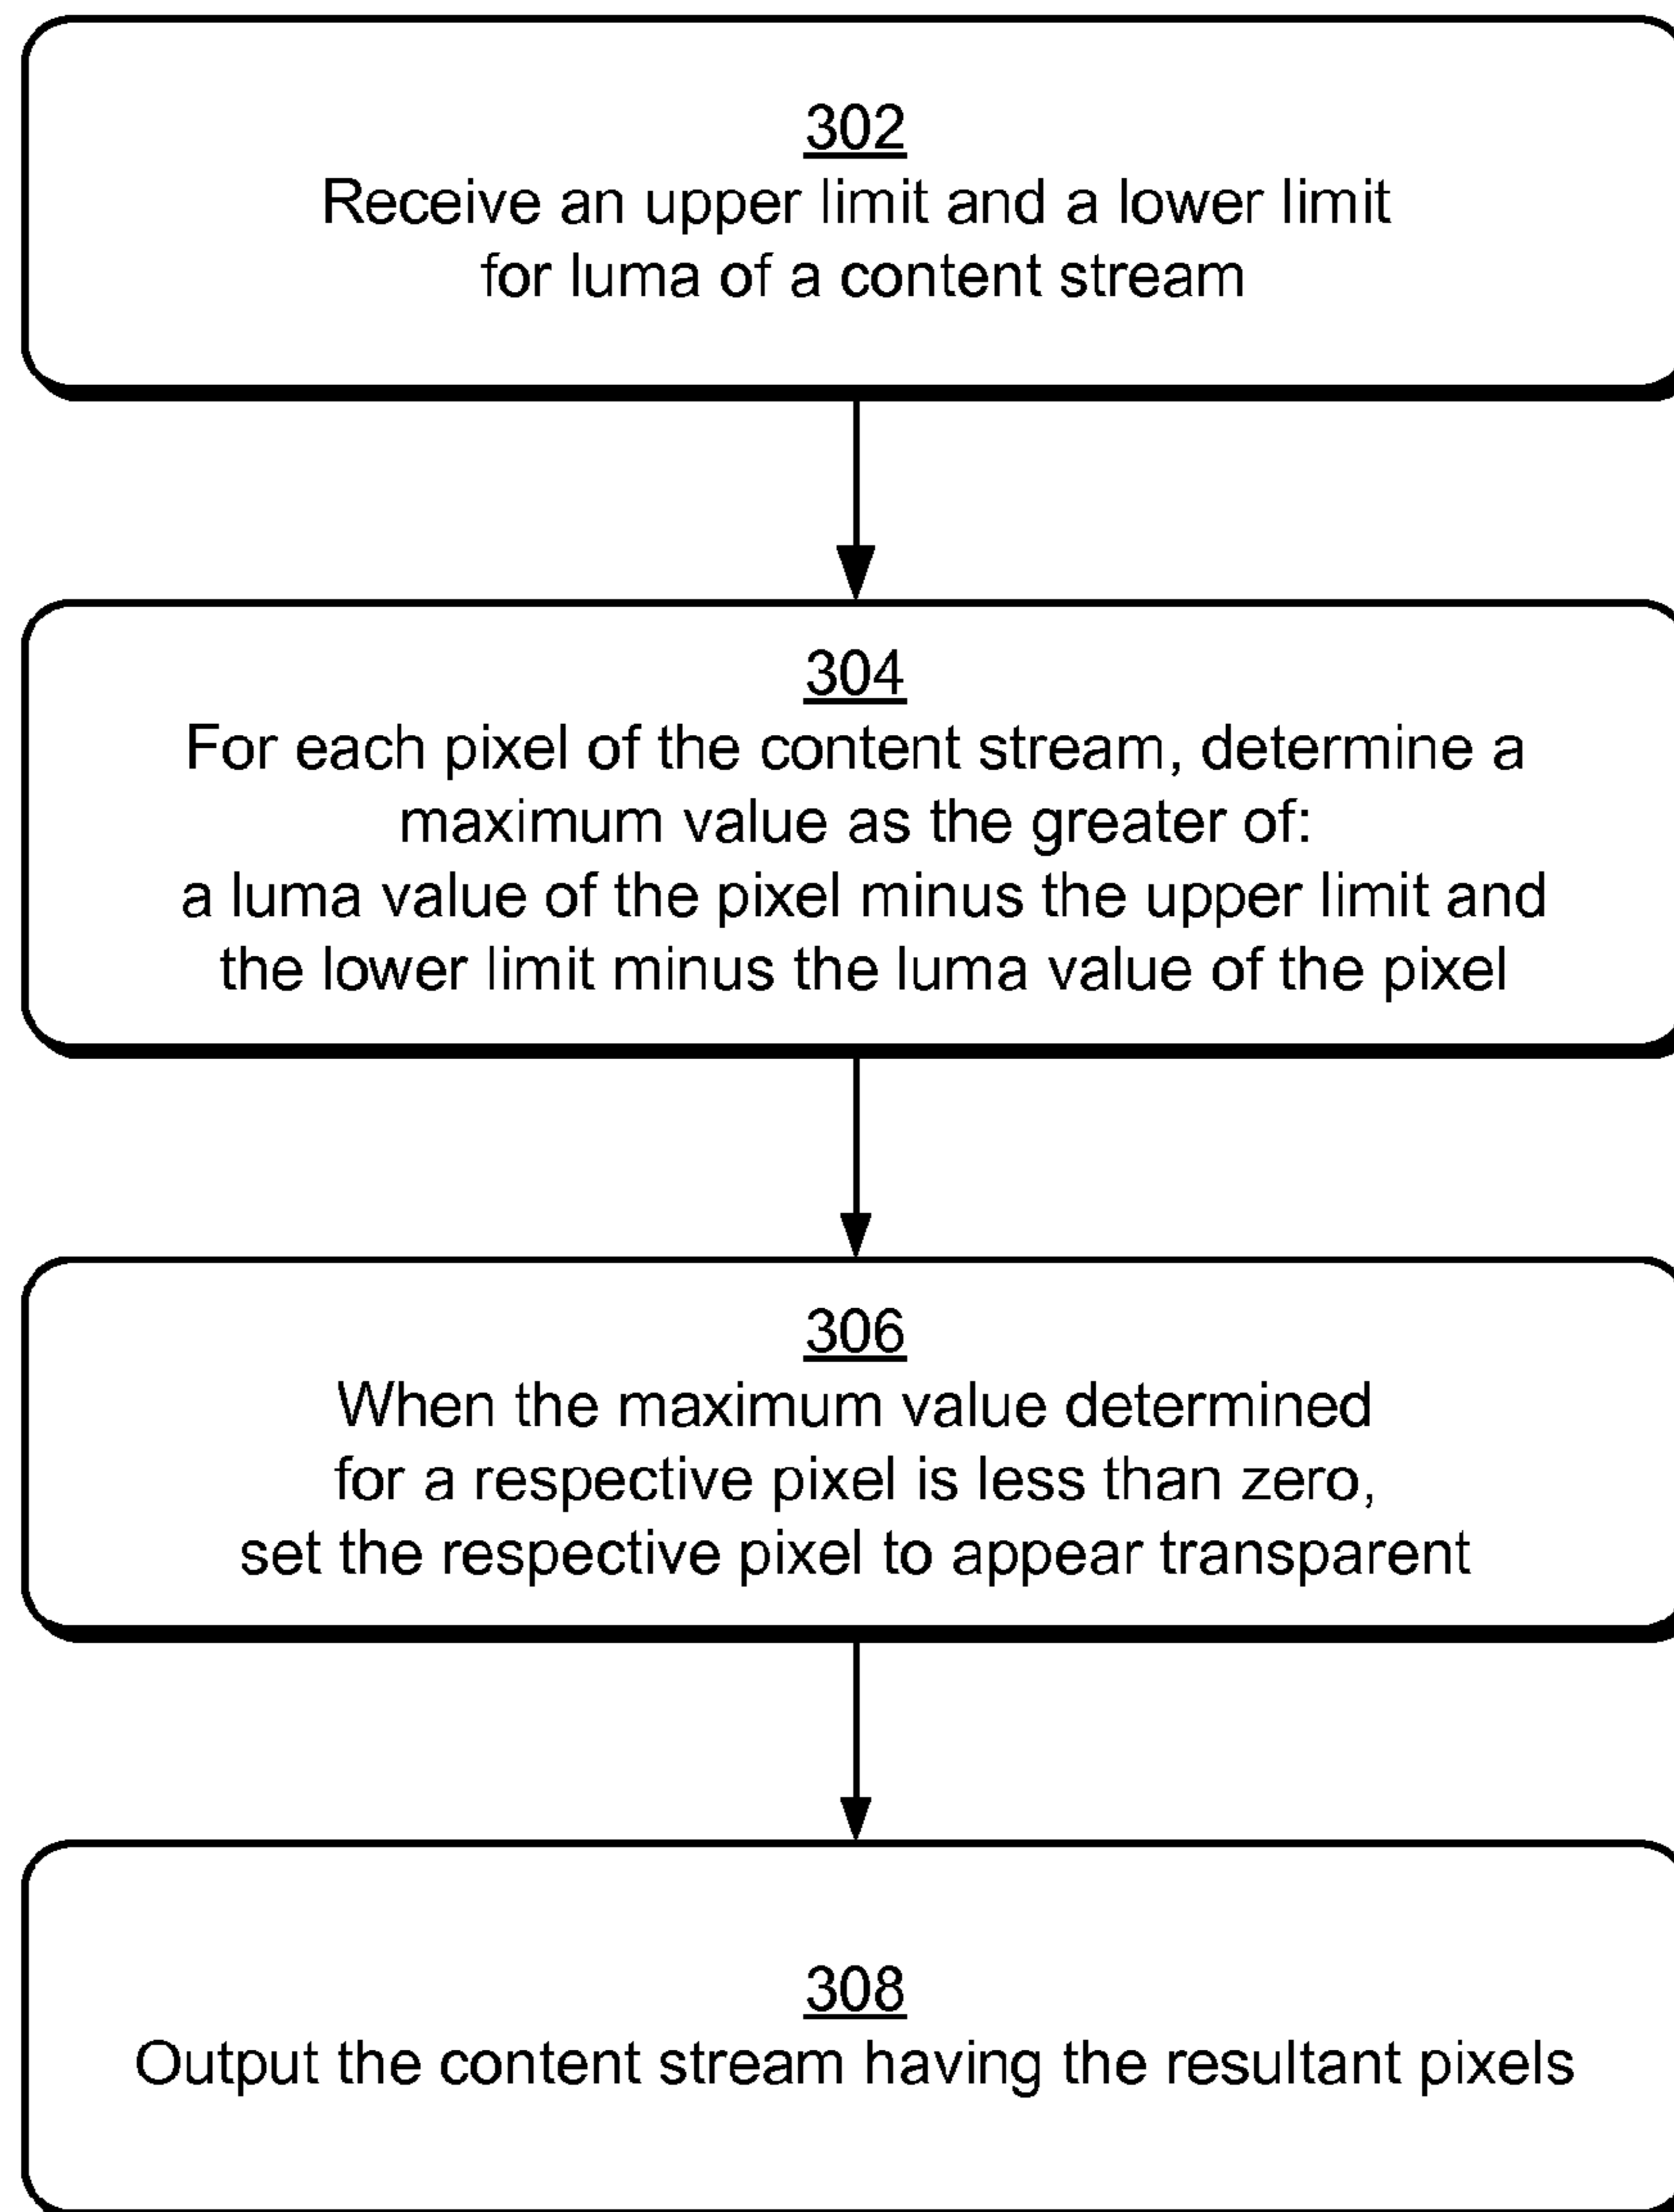 302
Receive an upper limit and a lower limit
for luma of a content stream
304
For each pixel of the content stream, determine a
maximum value as the greater of:
a luma value of the pixel minus the upper limit and
the lower limit minus the luma value of the pixel
306
When the maximum value determined
for a respective pixel is less than zero,
set the respective pixel to appear transparent
308
Output the content stream having the resultant pixels